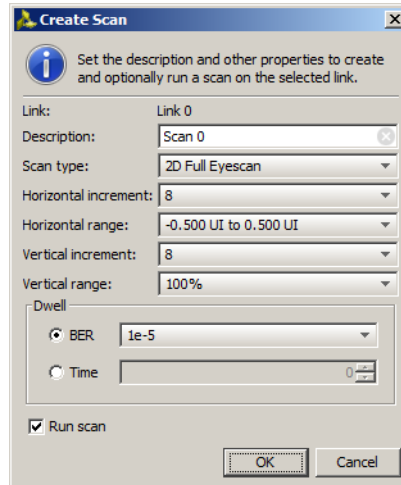 Create Scan
Set the description and other properties to create
and optionally run a scan on the selected link.
Link: Link 0
Description: Scan 0
Scan type: 2D Full Eyescan
Horizontal increment: 8
Horizontal range: -0.500 UI to 0.500 UI
Vertical increment: 8
Vertical range: 100%
Dwell
BER 1e-5
Time 0
Run scan
OK Cancel